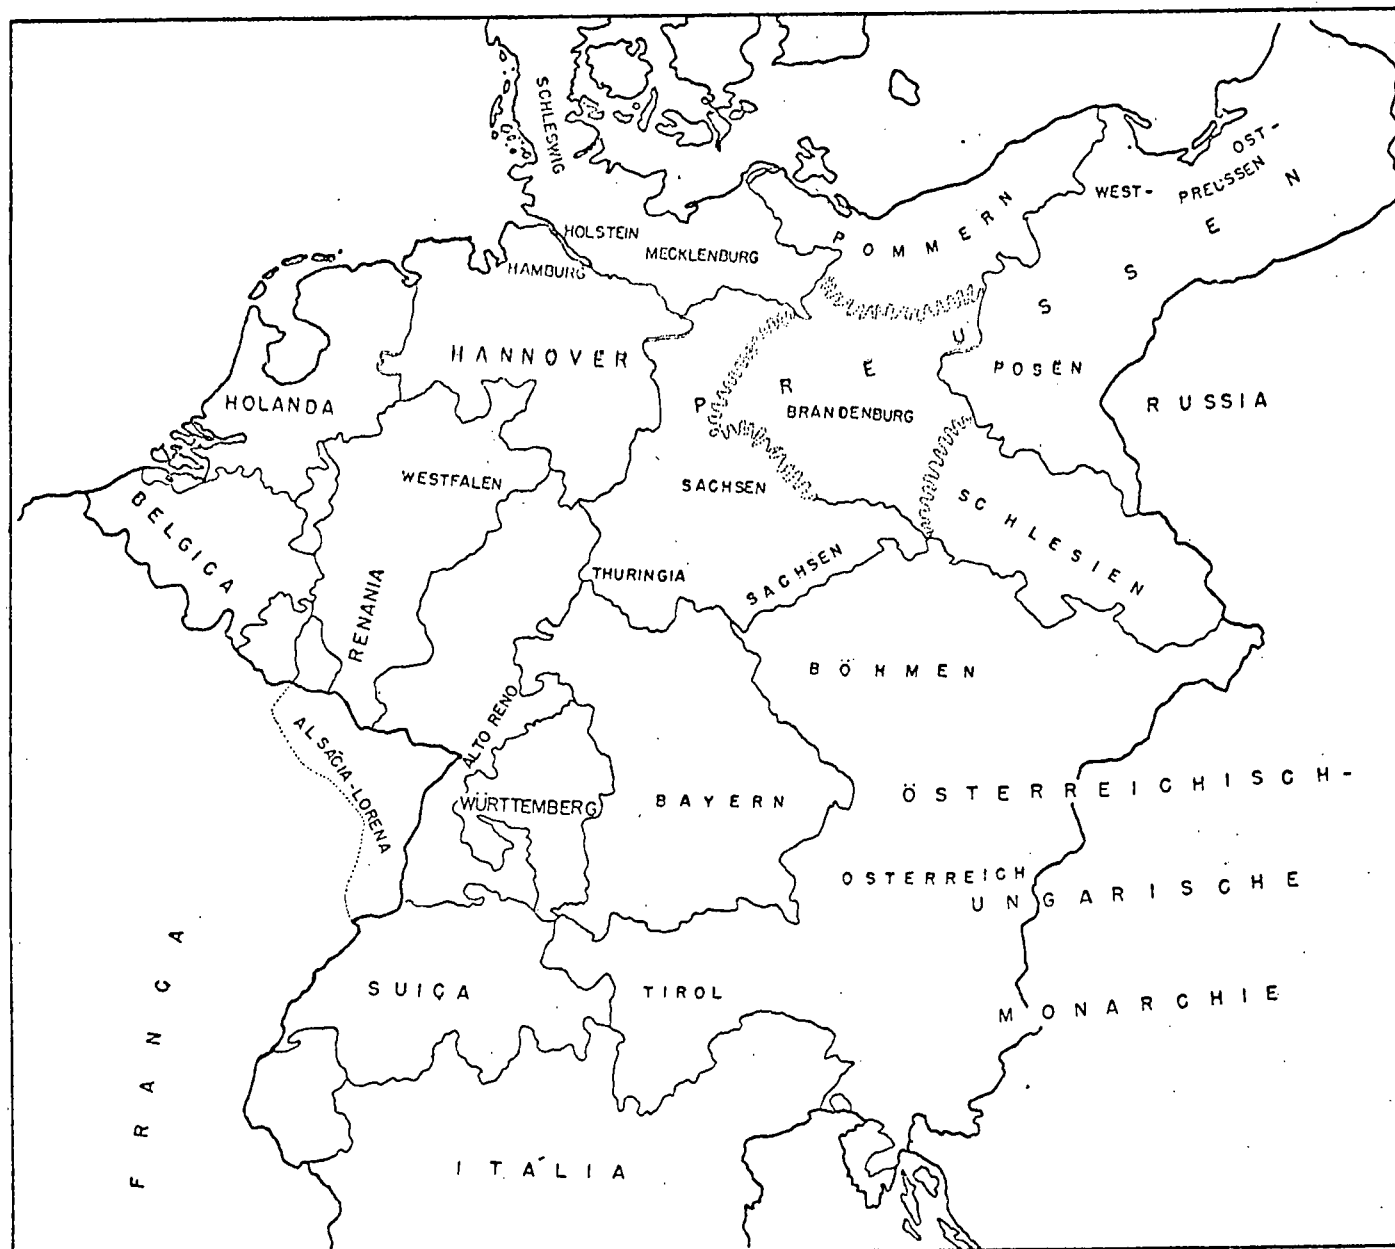 SCHLESWIG
HOLSTEIN
MECKLENBURG
HAMBURG
POMMERN
WEST-
OST-
PREUSSEN
HANNOVER
PREUSSEN
POSEN
RUSSIA
HOLANDA
BRANDENBURG
WESTFALEN
SACHSEN
BELGICA
SCHLESIEN
THURINGIA
SACHSEN
RENANIA
BÖHMEN
ALTO RENO
ALSÁCIA-LORENA
WÜRTTEMBERG
BAYERN
ÖSTERREICHISCH-
OSTERREICH
UNGARISCHE
MONARCHIE
SUIÇA
TIROL
FRANÇA
ITÁLIA